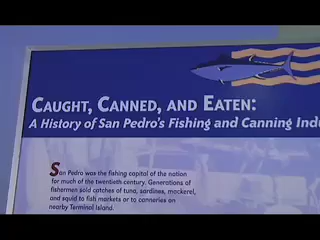 CAUGHT, CANNED, AND EATEN:
A History of San Pedro's Fishing and Canning Indu
San Pedro was the fishing capital of the nation
for much of the twentieth century. Generations of
fishermen sold catches of tuna, sardines, mackerel,
and squid to fish markets or to canneries on
nearby Terminal Island.